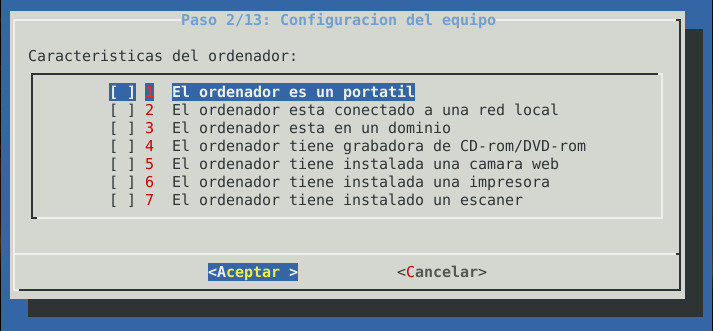 Paso 2/13: Configuracion del equipo
Caracteristicas del ordenador:
[ ] 1 El ordenador es un portatil
[ ] 2 El ordenador esta conectado a una red local
[ ] 3 El ordenador esta en un dominio
[ ] 4 El ordenador tiene grabadora de CD-rom/DVD-rom
[ ] 5 El ordenador tiene instalada una camara web
[ ] 6 El ordenador tiene instalada una impresora
[ ] 7 El ordenador tiene instalado un escaner
<Aceptar > <Cancelar>